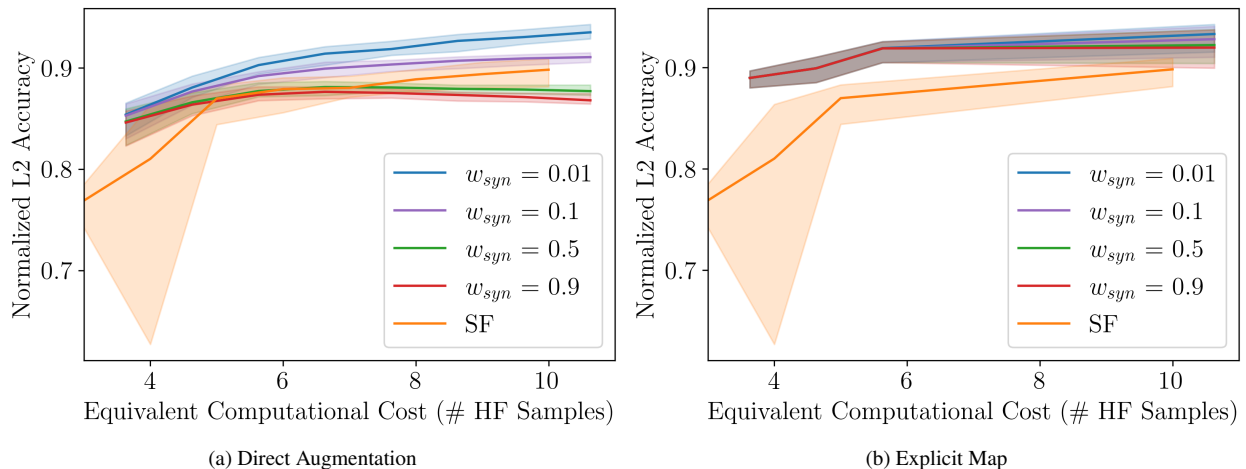 Normalized L2 Accuracy
0.9
0.8
0.7
4
6
8
10
Equivalent Computational Cost (# HF Samples)
w_syn = 0.01
w_syn = 0.1
w_syn = 0.5
w_syn = 0.9
SF
(a) Direct Augmentation
Normalized L2 Accuracy
0.9
0.8
0.7
4
6
8
10
Equivalent Computational Cost (# HF Samples)
w_syn = 0.01
w_syn = 0.1
w_syn = 0.5
w_syn = 0.9
SF
(b) Explicit Map